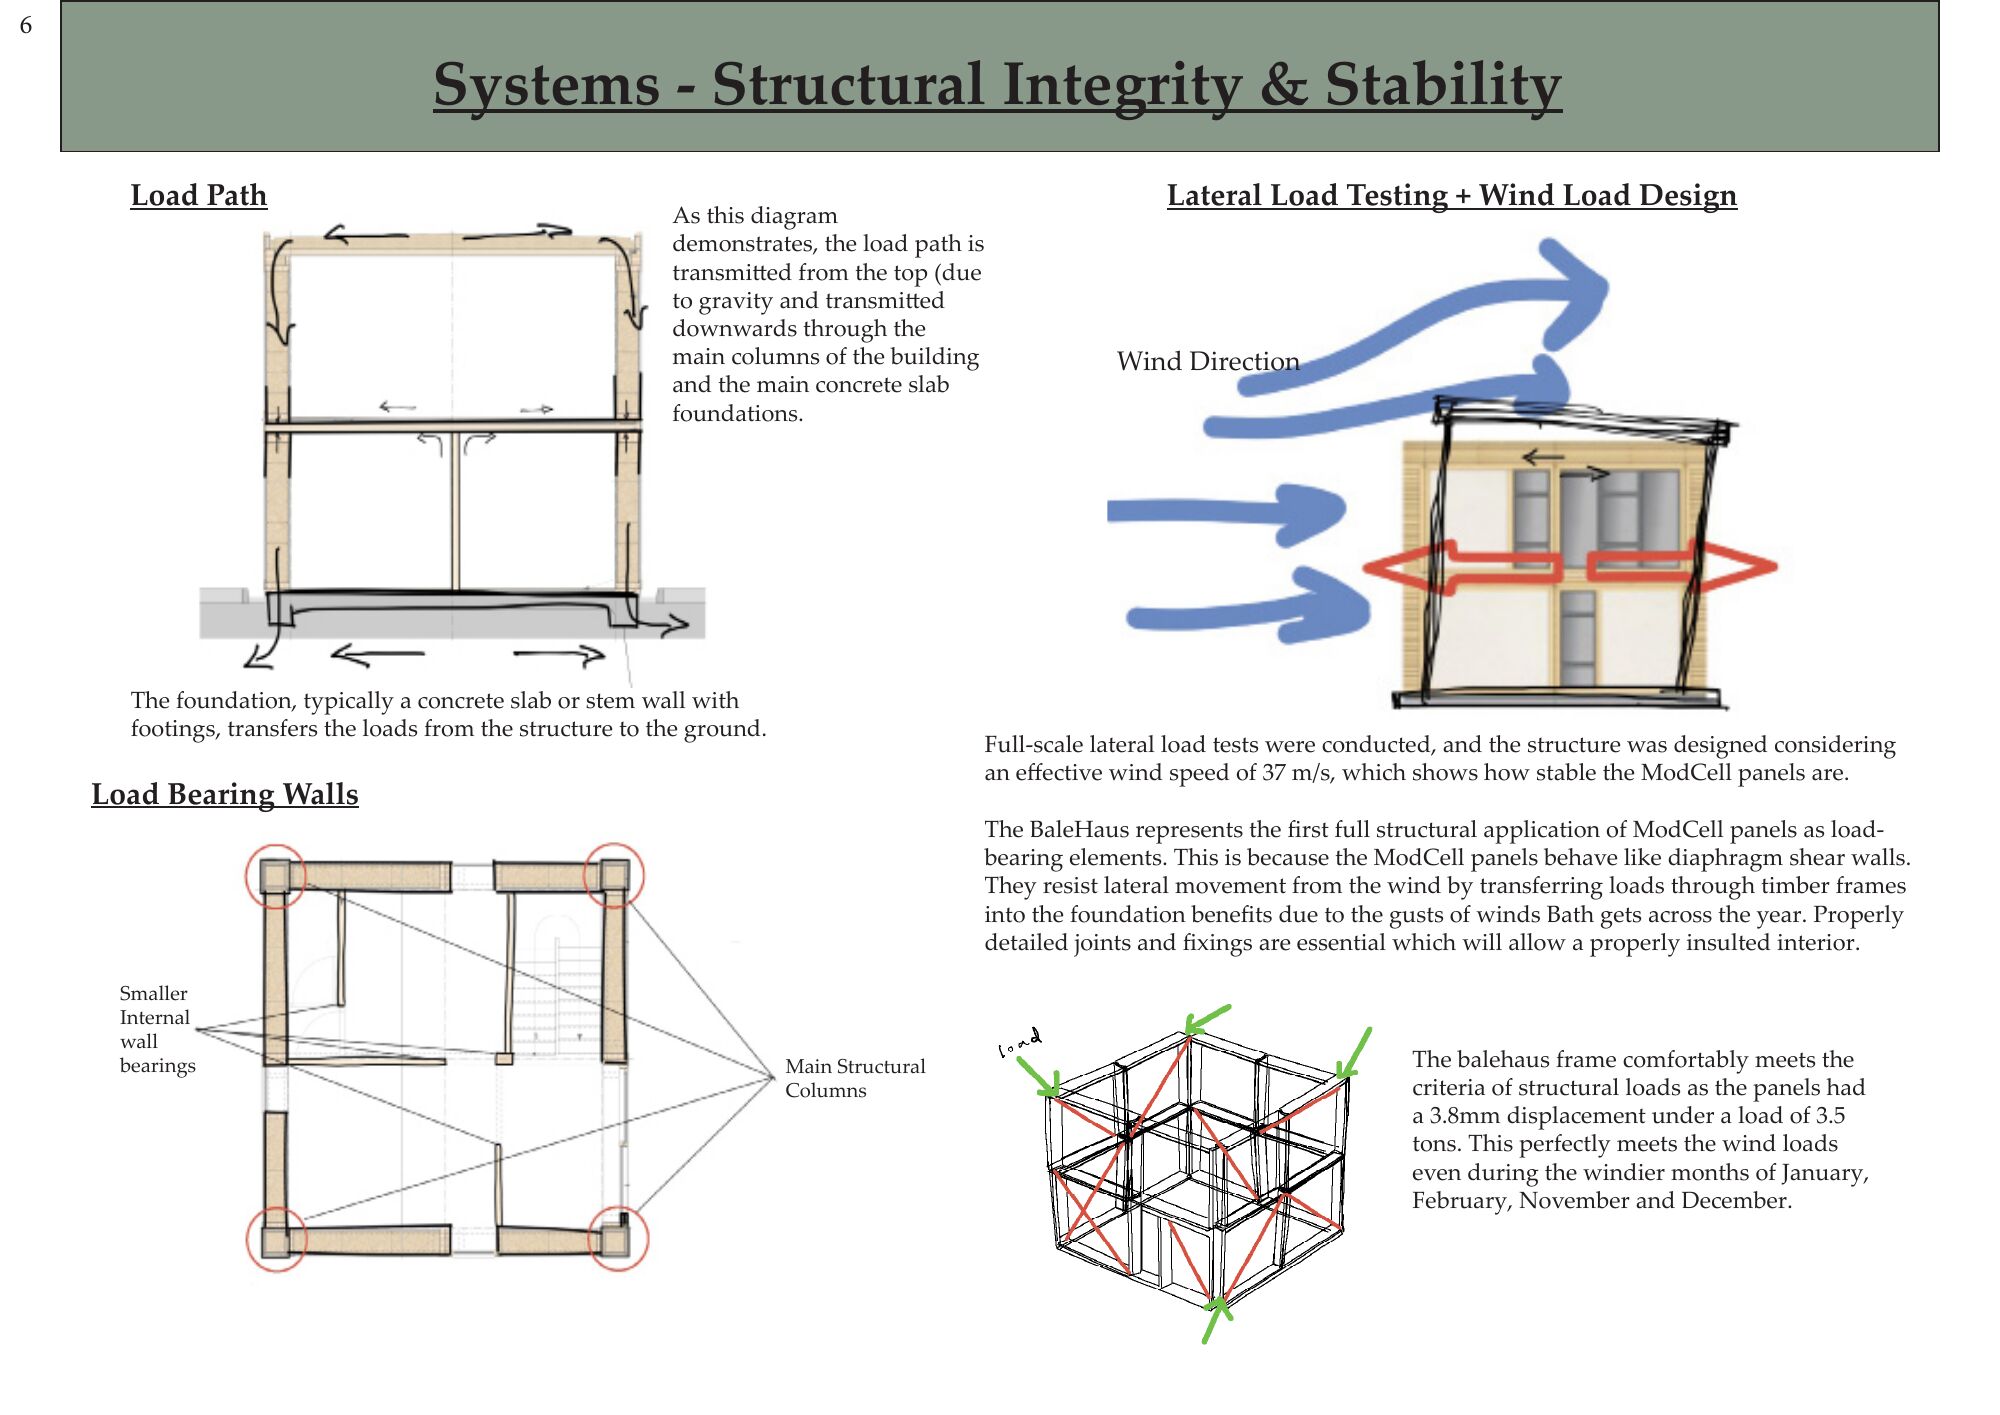 6
Systems - Structural Integrity & Stability
Load Path
As this diagram
demonstrates, the load path is
transmitted from the top (due
to gravity and transmitted
downwards through the
main columns of the building
and the main concrete slab
foundations.
The foundation, typically a concrete slab or stem wall with
footings, transfers the loads from the structure to the ground.
Load Bearing Walls
Smaller
Internal
wall
bearings
Main Structural
Columns
Lateral Load Testing + Wind Load Design
Wind Direction
Full-scale lateral load tests were conducted, and the structure was designed considering
an effective wind speed of 37 m/s, which shows how stable the ModCell panels are.
The BaleHaus represents the first full structural application of ModCell panels as load-
bearing elements. This is because the ModCell panels behave like diaphragm shear walls.
They resist lateral movement from the wind by transferring loads through timber frames
into the foundation benefits due to the gusts of winds Bath gets across the year. Properly
detailed joints and fixings are essential which will allow a properly insulted interior.
load
The balehaus frame comfortably meets the
criteria of structural loads as the panels had
a 3.8mm displacement under a load of 3.5
tons. This perfectly meets the wind loads
even during the windier months of January,
February, November and December.